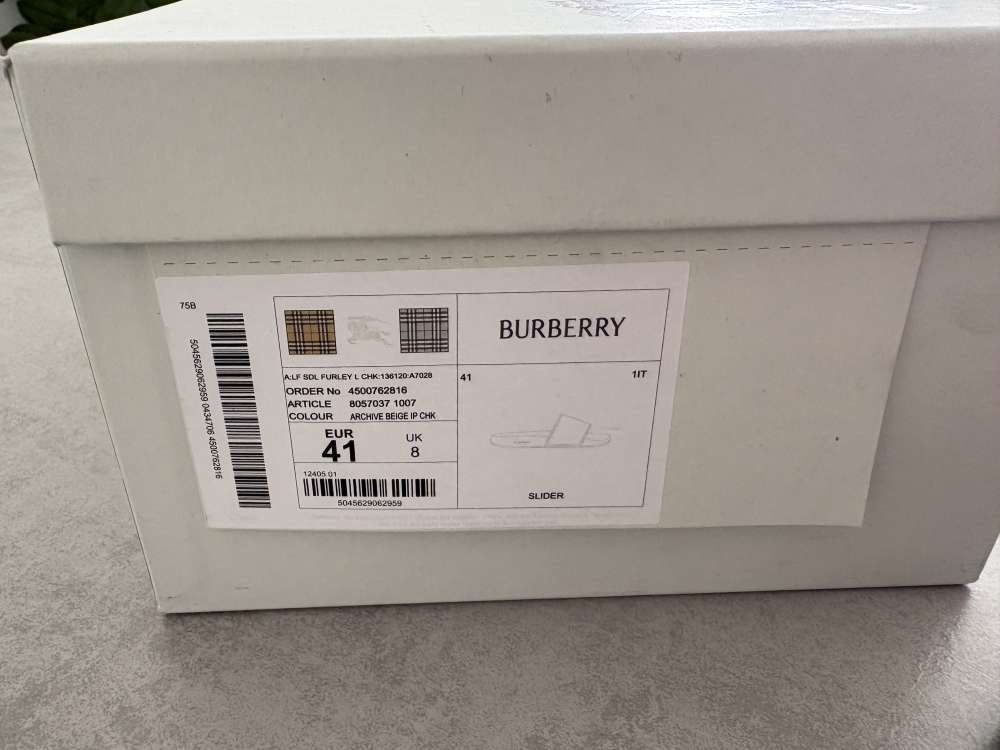 75B
5045629062959 0434706 4500762816
BURBERRY
A:LF SDL FURLEY L CHK:136120:A7028
ORDER No 4500762816
ARTICLE 8057037 1007
COLOUR ARCHIVE BEIGE IP CHK
EUR UK
41 8
12405.01
5045629062959
41 1IT
SLIDER